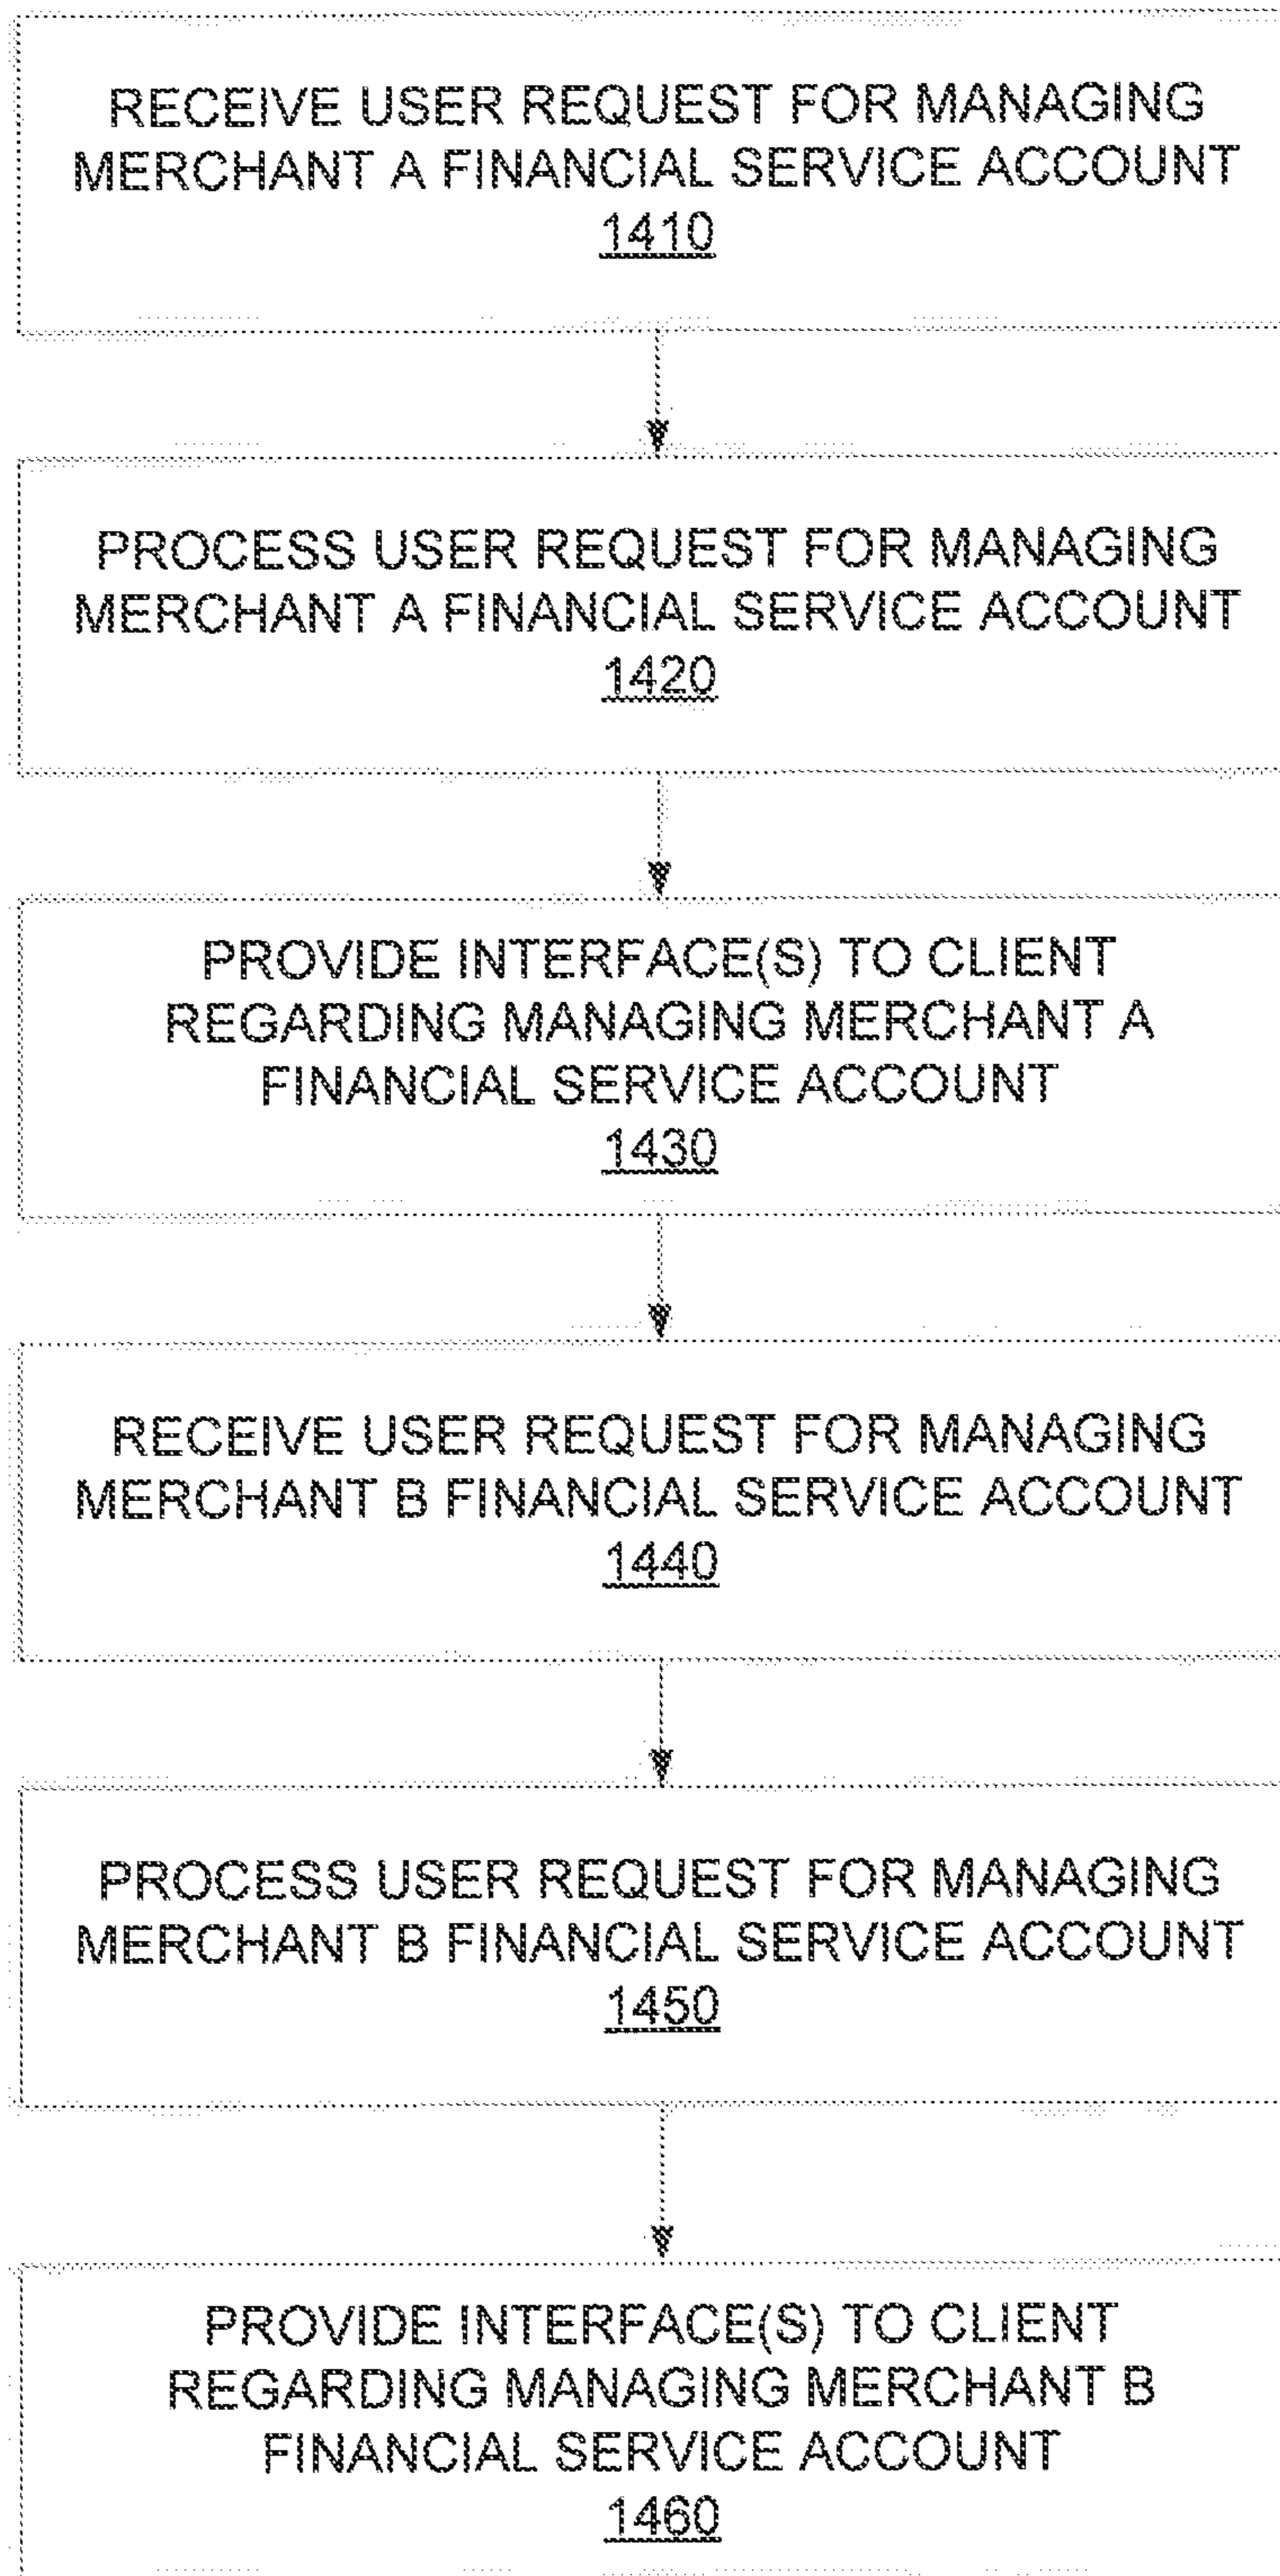 RECEIVE USER REQUEST FOR MANAGING
MERCHANT A FINANCIAL SERVICE ACCOUNT
1410
PROCESS USER REQUEST FOR MANAGING
MERCHANT A FINANCIAL SERVICE ACCOUNT
1420
PROVIDE INTERFACE(S) TO CLIENT
REGARDING MANAGING MERCHANT A
FINANCIAL SERVICE ACCOUNT
1430
RECEIVE USER REQUEST FOR MANAGING
MERCHANT B FINANCIAL SERVICE ACCOUNT
1440
PROCESS USER REQUEST FOR MANAGING
MERCHANT B FINANCIAL SERVICE ACCOUNT
1450
PROVIDE INTERFACE(S) TO CLIENT
REGARDING MANAGING MERCHANT B
FINANCIAL SERVICE ACCOUNT
1460